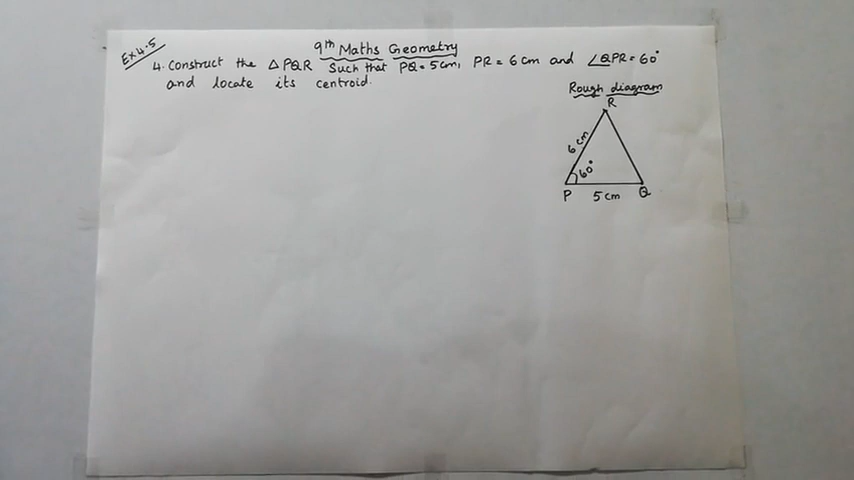 Ex 4.5
9th Maths Geometry
4. Construct the △ PQR Such that PQ = 5cm, PR = 6 cm and ∠QPR = 60°
and locate its centroid.
Rough diagram
R
6 cm
60°
P 5 cm Q